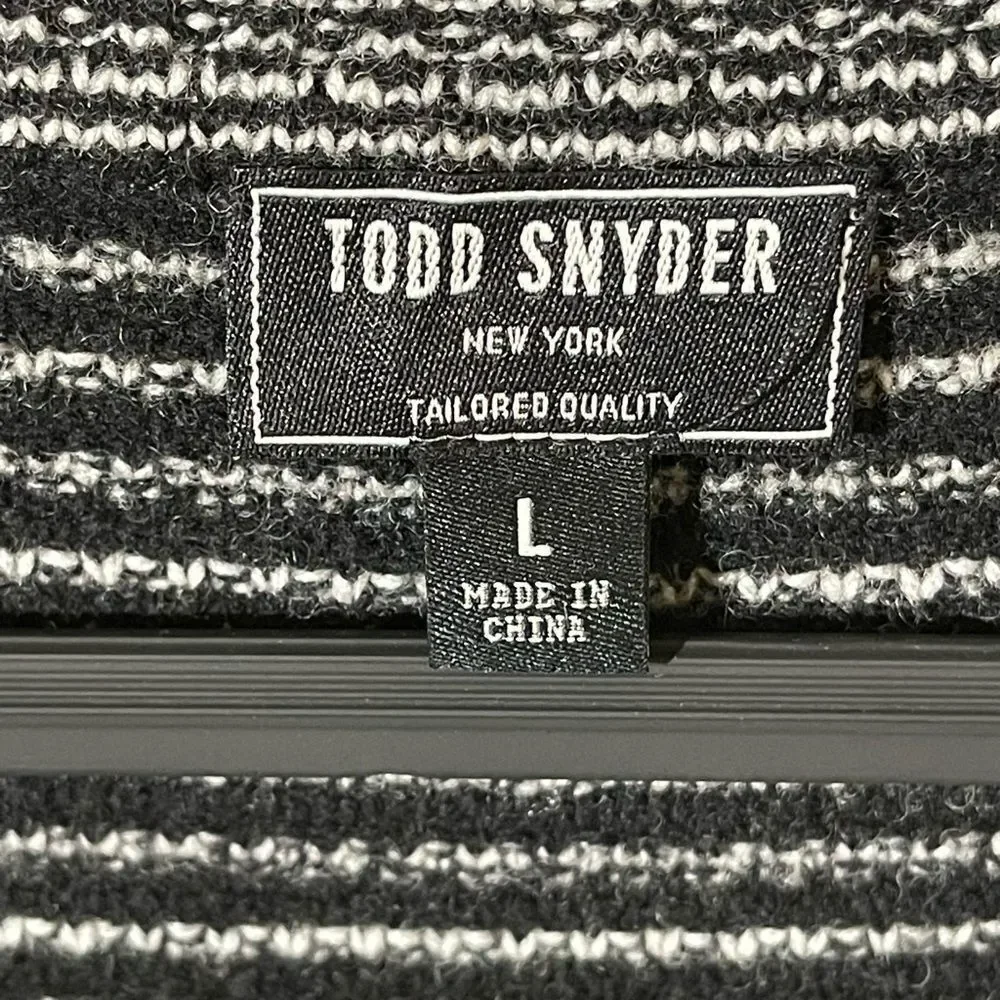 TODD SNYDER
NEW YORK
TAILORED QUALITY
L
MADE IN
CHINA